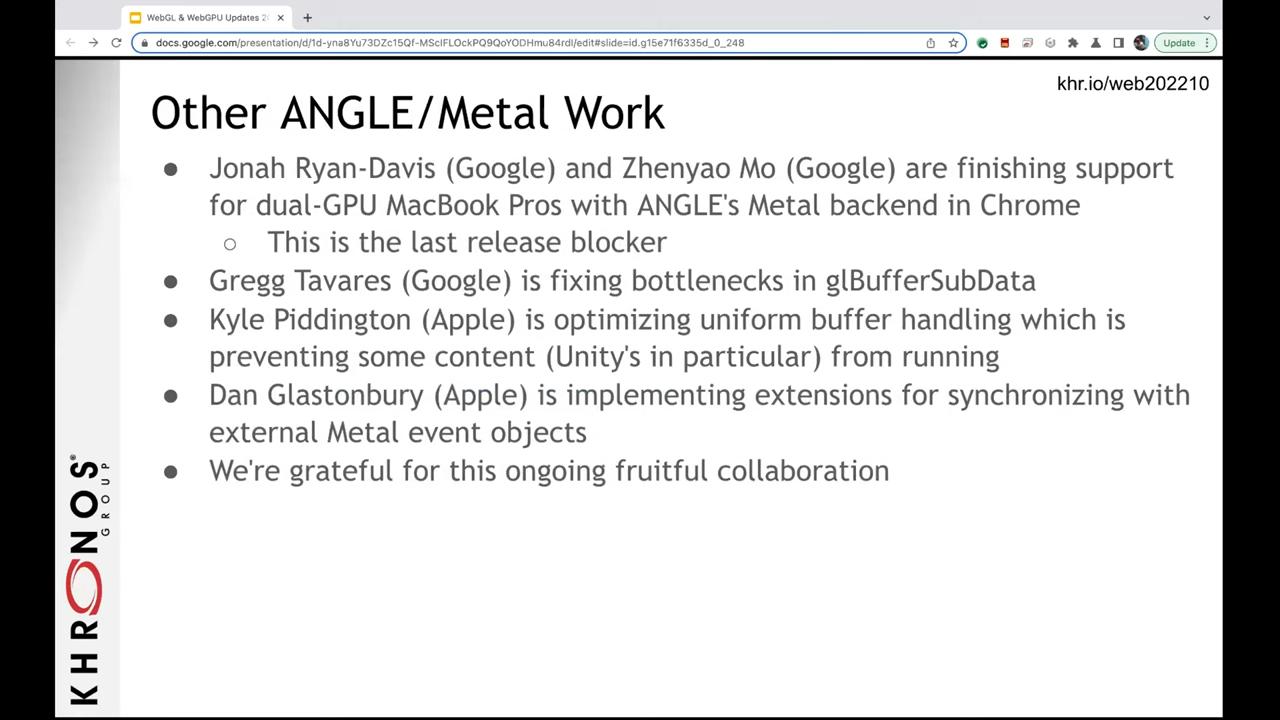 WebGL & WebGPU Updates 20
docs.google.com/presentation/d/1d-yna8Yu73DZc15Qf-MScIFLOckPQ9QoYODHmu84rdI/edit#slide=id.g15e71f6335d_0_248
Update
khr.io/web202210
Other ANGLE/Metal Work
● Jonah Ryan-Davis (Google) and Zhenyao Mo (Google) are finishing support
for dual-GPU MacBook Pros with ANGLE's Metal backend in Chrome
○ This is the last release blocker
● Gregg Tavares (Google) is fixing bottlenecks in glBufferSubData
● Kyle Piddington (Apple) is optimizing uniform buffer handling which is
preventing some content (Unity's in particular) from running
● Dan Glastonbury (Apple) is implementing extensions for synchronizing with
external Metal event objects
● We're grateful for this ongoing fruitful collaboration
KHRONOS®
GROUP